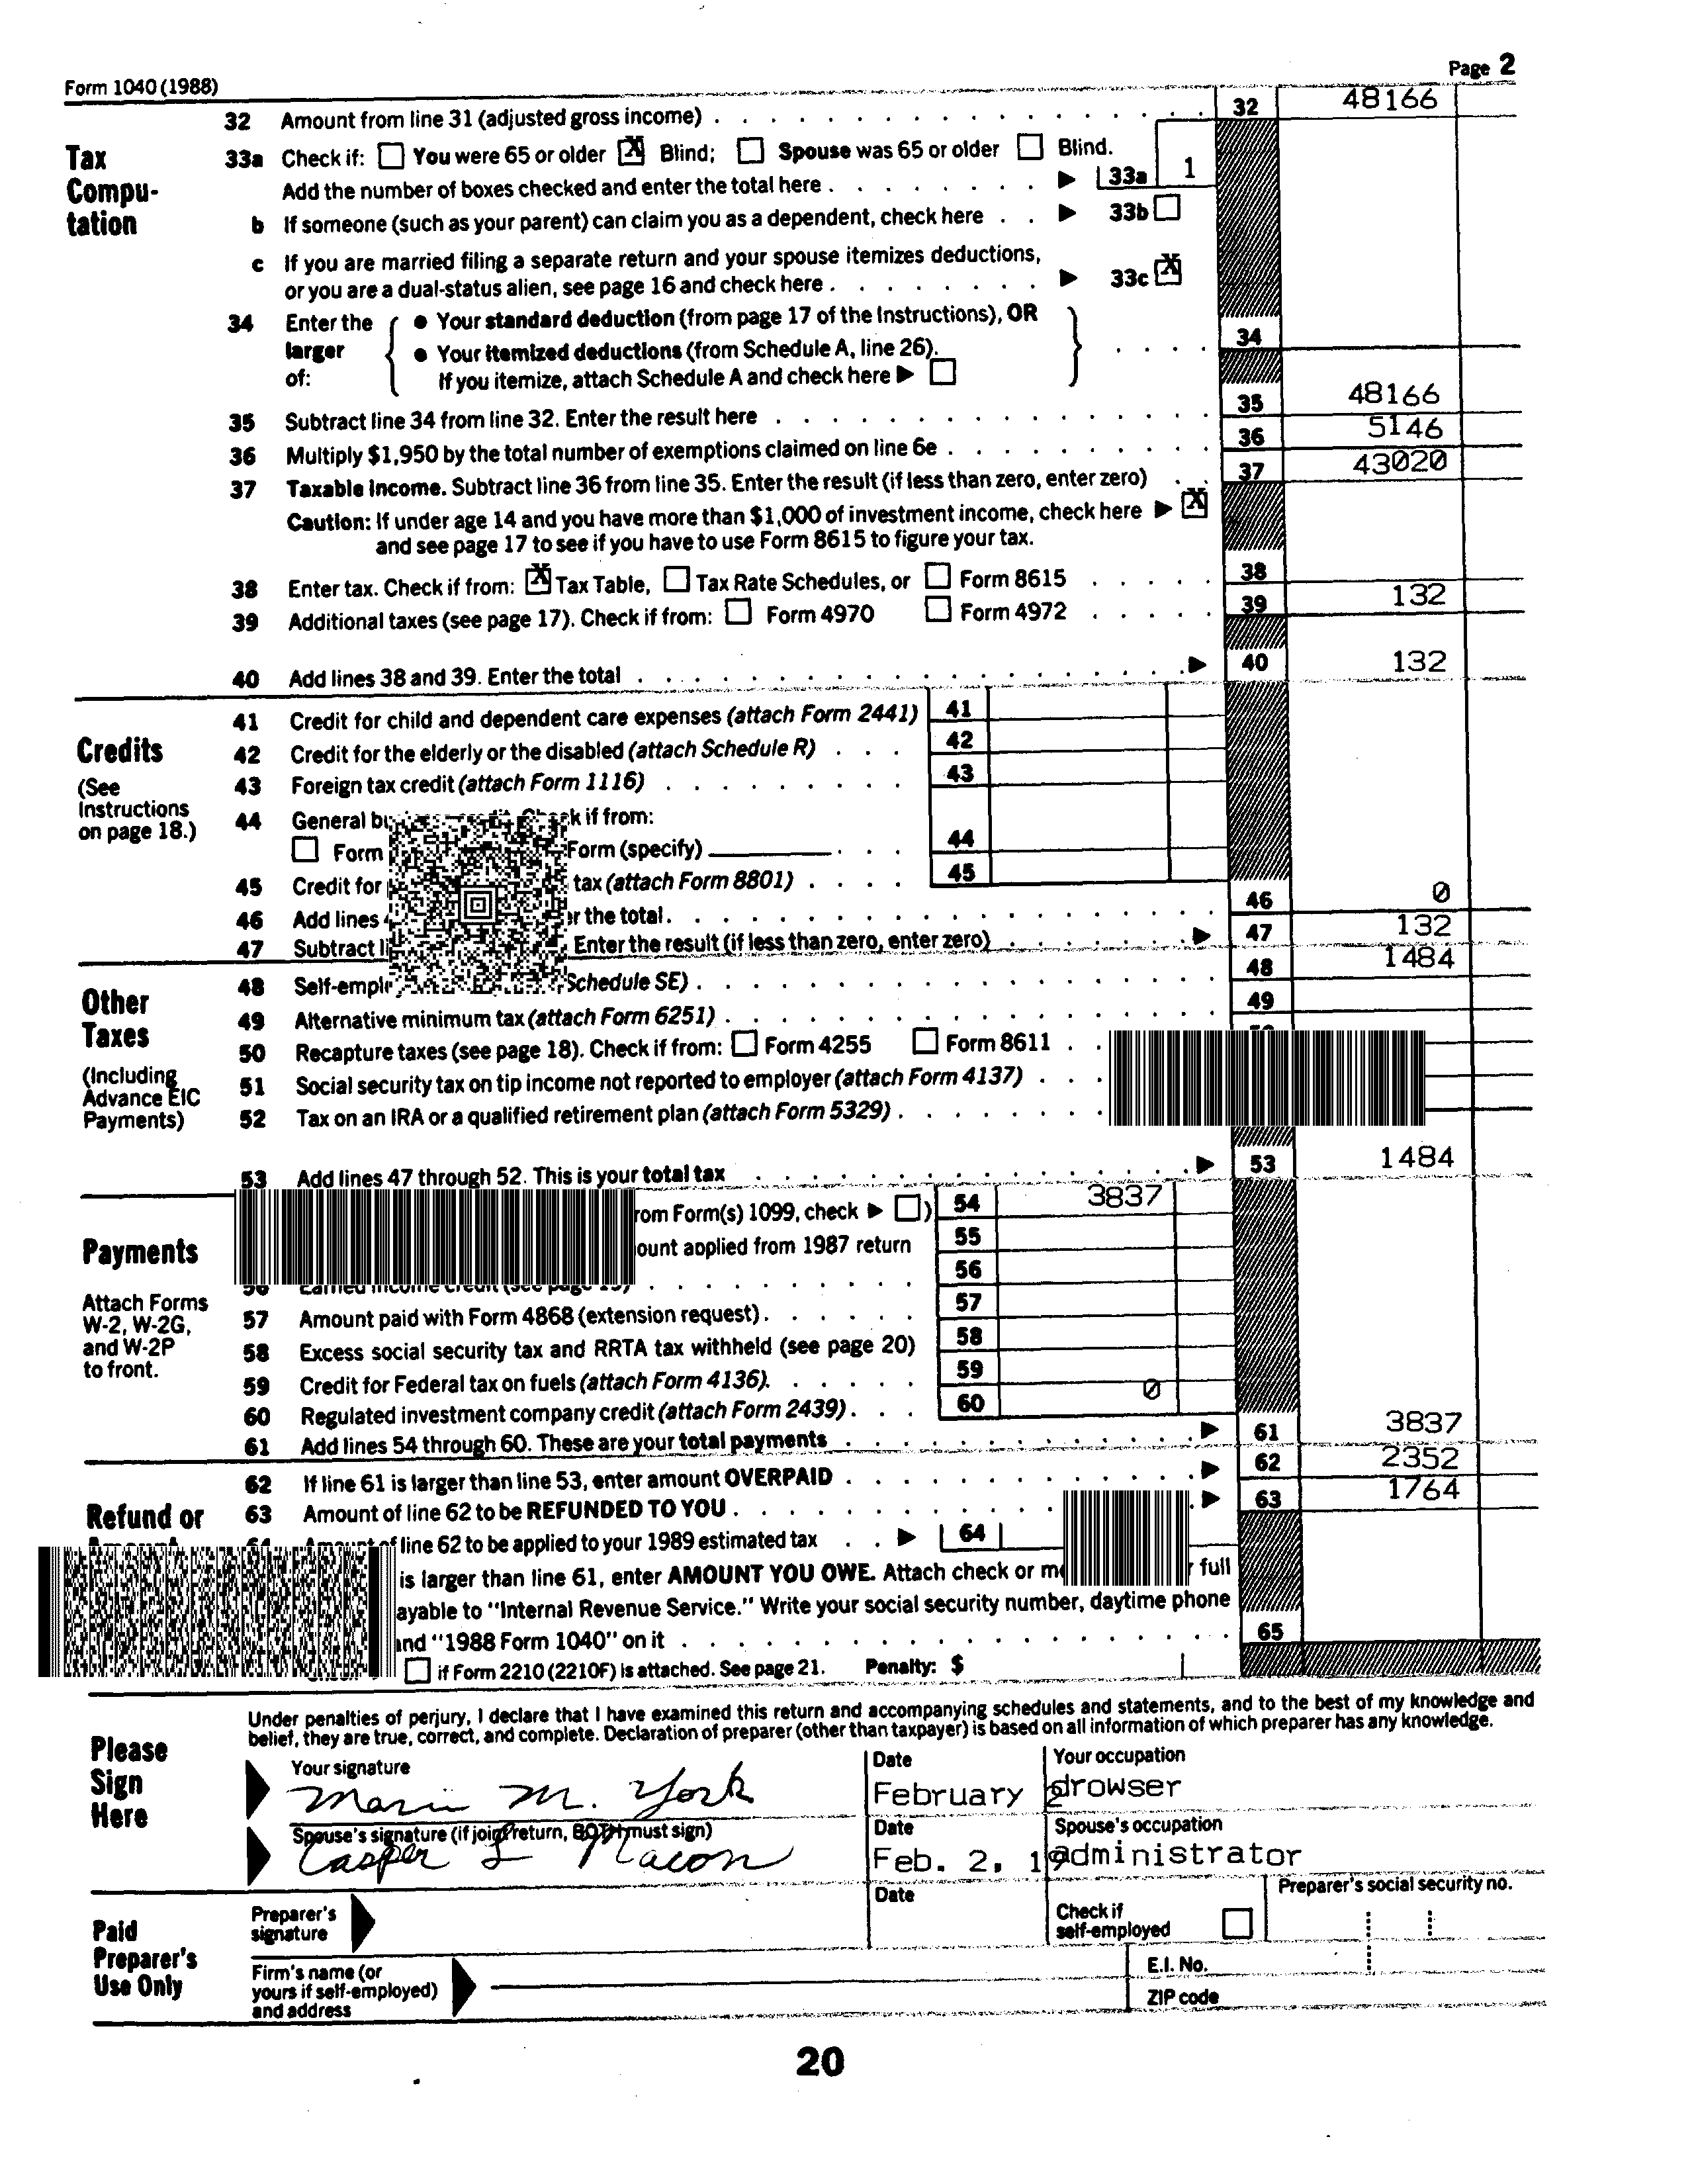 Form 1040 (1988) Page 2
32 Amount from line 31 (adjusted gross income) 32 48166
Tax Compu-tation
33a Check if: You were 65 or older X Blind; Spouse was 65 or older Blind.
Add the number of boxes checked and enter the total here 33a 1
b If someone (such as your parent) can claim you as a dependent, check here 33b
c If you are married filing a separate return and your spouse itemizes deductions,
or you are a dual-status alien, see page 16 and check here 33c X
34 Enter the larger of: { • Your standard deduction (from page 17 of the Instructions), OR
• Your itemized deductions (from Schedule A, line 26). } 34
If you itemize, attach Schedule A and check here
35 Subtract line 34 from line 32. Enter the result here 35 48166
36 Multiply $1,950 by the total number of exemptions claimed on line 6e 36 5146
37 Taxable income. Subtract line 36 from line 35. Enter the result (if less than zero, enter zero) 37 43020
Caution: If under age 14 and you have more than $1,000 of investment income, check here X
and see page 17 to see if you have to use Form 8615 to figure your tax.
38 Enter tax. Check if from: X Tax Table, Tax Rate Schedules, or Form 8615 38
39 Additional taxes (see page 17). Check if from: Form 4970 Form 4972 39 132
40 Add lines 38 and 39. Enter the total 40 132
Credits
(See Instructions on page 18.)
41 Credit for child and dependent care expenses (attach Form 2441) 41
42 Credit for the elderly or the disabled (attach Schedule R) 42
43 Foreign tax credit (attach Form 1116) 43
44 General if from:
Form Form (specify) 44
45 Credit for tax (attach Form 8801) 45
46 Add lines the total. 46 0
47 Subtract Enter the result (if less than zero, enter zero) 47 132
Other Taxes
(Including Advance EIC Payments)
48 Schedule SE) 48 1484
49 Alternative minimum tax (attach Form 6251) 49
50 Recapture taxes (see page 18). Check if from: Form 4255 Form 8611
51 Social security tax on tip income not reported to employer (attach Form 4137)
52 Tax on an IRA or a qualified retirement plan (attach Form 5329)
53 Add lines 47 through 52. This is your total tax 53 1484
Payments
Attach Forms W-2, W-2G, and W-2P to front.
Form(s) 1099, check ) 54 3837
applied from 1987 return 55
56 Earned income credit (see page 56
57 Amount paid with Form 4868 (extension request) 57
58 Excess social security tax and RRTA tax withheld (see page 20) 58
59 Credit for Federal tax on fuels (attach Form 4136) 59
60 Regulated investment company credit (attach Form 2439) 60 0
61 Add lines 54 through 60. These are your total payments 61 3837
62 If line 61 is larger than line 53, enter amount OVERPAID 62 2352
Refund or
63 Amount of line 62 to be REFUNDED TO YOU 63 1764
64 Amount of line 62 to be applied to your 1989 estimated tax 64
is larger than line 61, enter AMOUNT YOU OWE. Attach check or full
to "Internal Revenue Service." Write your social security number, daytime phone
and "1988 Form 1040" on it 65
if Form 2210 (2210F) is attached. See page 21. Penalty: $
Please Sign Here
Under penalties of perjury, I declare that I have examined this return and accompanying schedules and statements, and to the best of my knowledge and
belief, they are true, correct, and complete. Declaration of preparer (other than taxpayer) is based on all information of which preparer has any knowledge.
Your signature Date Your occupation
Maria M. York February 2 drowser
Spouse's signature (if joint return, BOTH must sign) Date Spouse's occupation
Casper L Macon Feb. 2, 19 administrator
Paid Preparer's Use Only
Preparer's signature Date Check if self-employed Preparer's social security no.
Firm's name (or yours if self-employed) and address E.I. No.
ZIP code
20